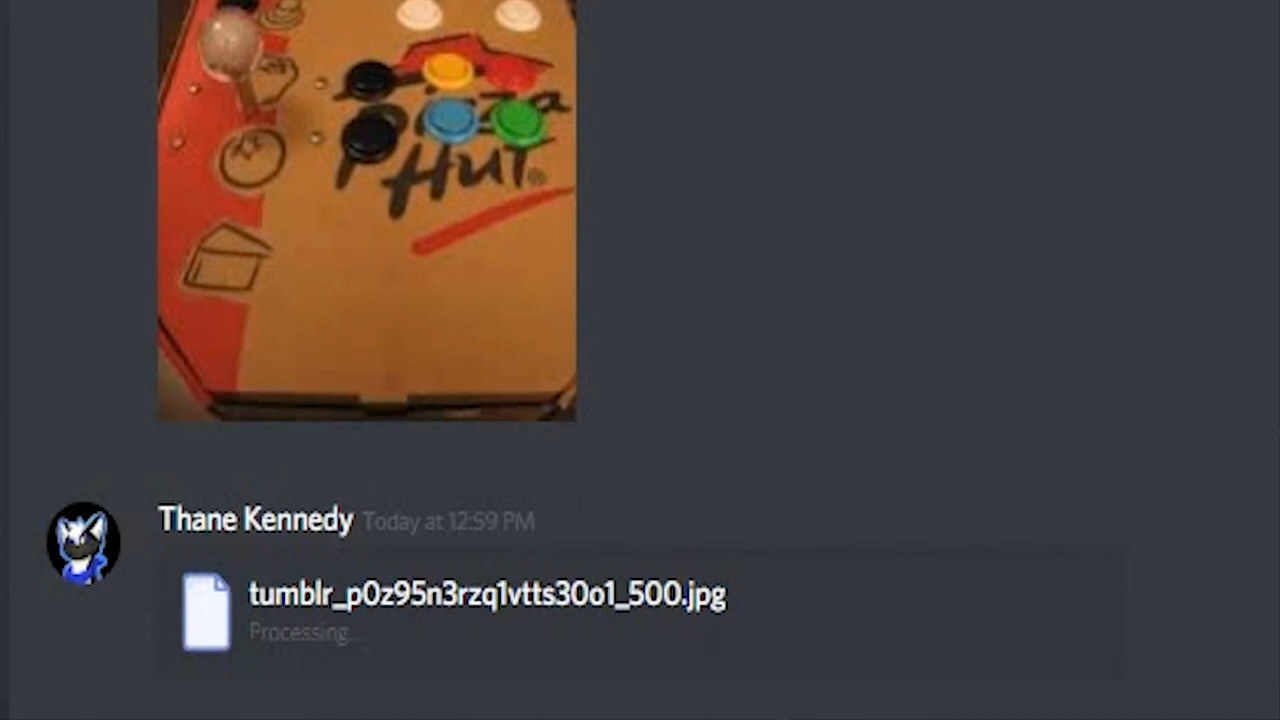 Pizza
Hut®
Thane Kennedy Today at 12:59 PM
tumblr_p0z95n3rzq1vtts30o1_500.jpg
Processing...